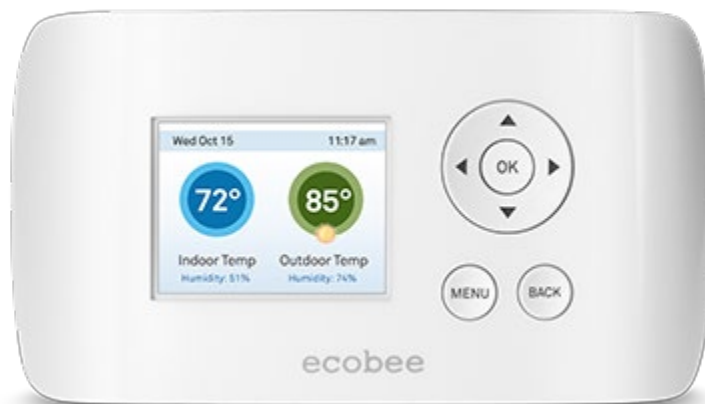 Wed Oct 15 11:17 am
72° 85°
Indoor Temp Outdoor Temp
Humidity: 51% Humidity: 74%
OK
MENU BACK
ecobee